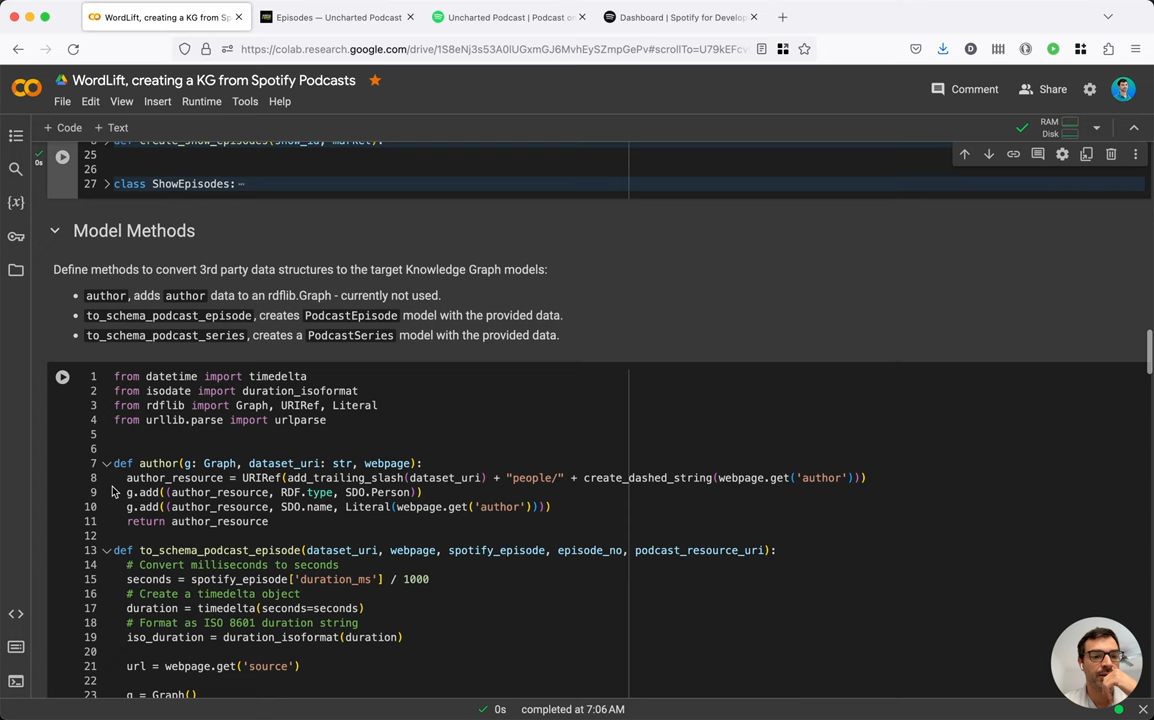 WordLift, creating a KG from Sp
Episodes — Uncharted Podcast
Uncharted Podcast | Podcast on
Dashboard | Spotify for Develop
https://colab.research.google.com/drive/
WordLift, creating a KG from Spotify Podcasts
File Edit View Insert Runtime Tools Help
Comment Share
+ Code + Text
RAM
Disk
0s
6 def create_show_episodes(show_id, market):
25
26
27 class ShowEpisodes: ⋯
Model Methods
Define methods to convert 3rd party data structures to the target Knowledge Graph models:
• author, adds author data to an rdflib.Graph - currently not used.
• to_schema_podcast_episode, creates PodcastEpisode model with the provided data.
• to_schema_podcast_series, creates a PodcastSeries model with the provided data.
1 from datetime import timedelta
2 from isodate import duration_isoformat
3 from rdflib import Graph, URIRef, Literal
4 from urllib.parse import urlparse
5
6
7 def author(g: Graph, dataset_uri: str, webpage):
8 author_resource = URIRef(add_trailing_slash(dataset_uri) + "people/" + create_dashed_string(webpage.get('author')))
9 g.add((author_resource, RDF.type, SDO.Person))
10 g.add((author_resource, SDO.name, Literal(webpage.get('author'))))
11 return author_resource
12
13 def to_schema_podcast_episode(dataset_uri, webpage, spotify_episode, episode_no, podcast_resource_uri):
14 # Convert milliseconds to seconds
15 seconds = spotify_episode['duration_ms'] / 1000
16 # Create a timedelta object
17 duration = timedelta(seconds=seconds)
18 # Format as ISO 8601 duration string
19 iso_duration = duration_isoformat(duration)
20
21 url = webpage.get('source')
22
23 g = Graph()
0s completed at 7:06 AM